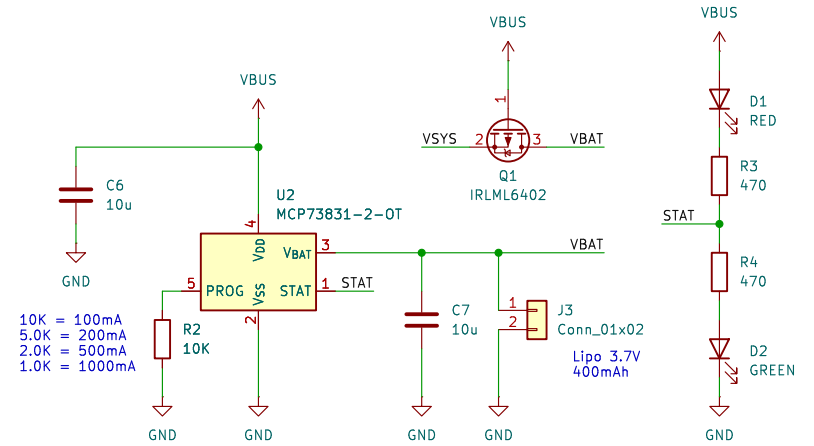 VBUS
VBUS
VBUS
C6
10u
GND
U2
MCP73831-2-OT
4
VDD
VBAT
3
VBAT
5
PROG
VSS
STAT
1
STAT
2
10K = 100mA
5.0K = 200mA
2.0K = 500mA
1.0K = 1000mA
R2
10K
GND
GND
C7
10u
GND
1
2
J3
Conn_01x02
Lipo 3.7V
400mAh
GND
1
VSYS
2
3
VBAT
Q1
IRLML6402
D1
RED
R3
470
STAT
R4
470
D2
GREEN
GND